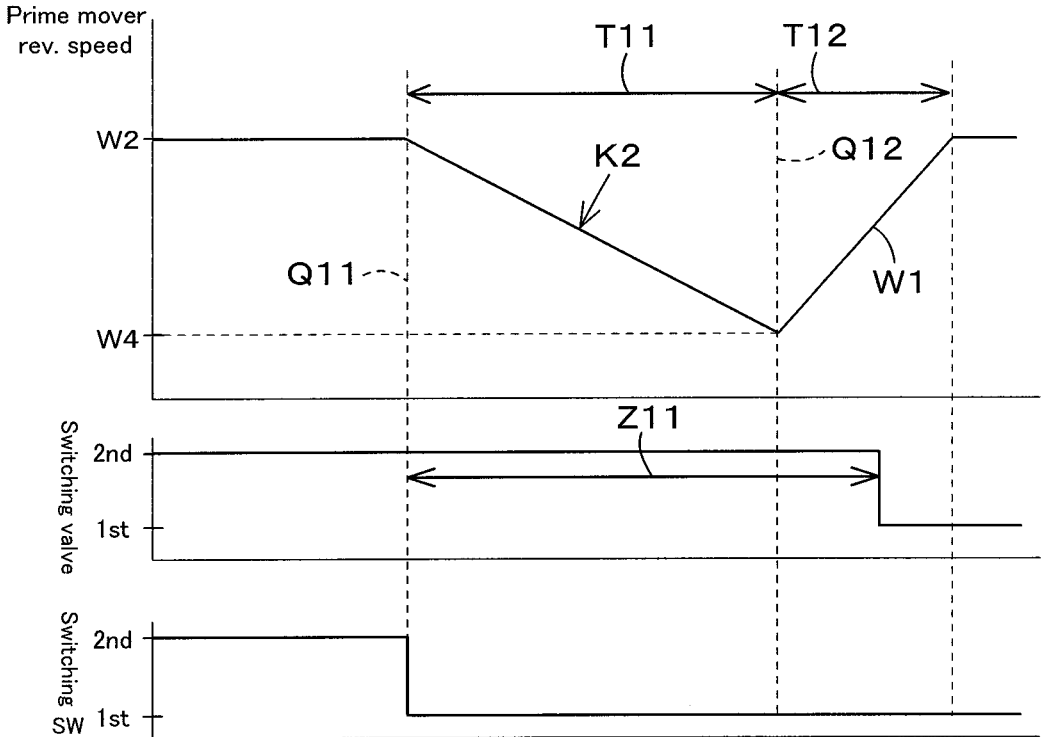 Prime mover
rev. speed
T11
T12
W2
Q12
K2
Q11
W1
W4
Z11
Switching valve
2nd
1st
Switching
SW
2nd
1st